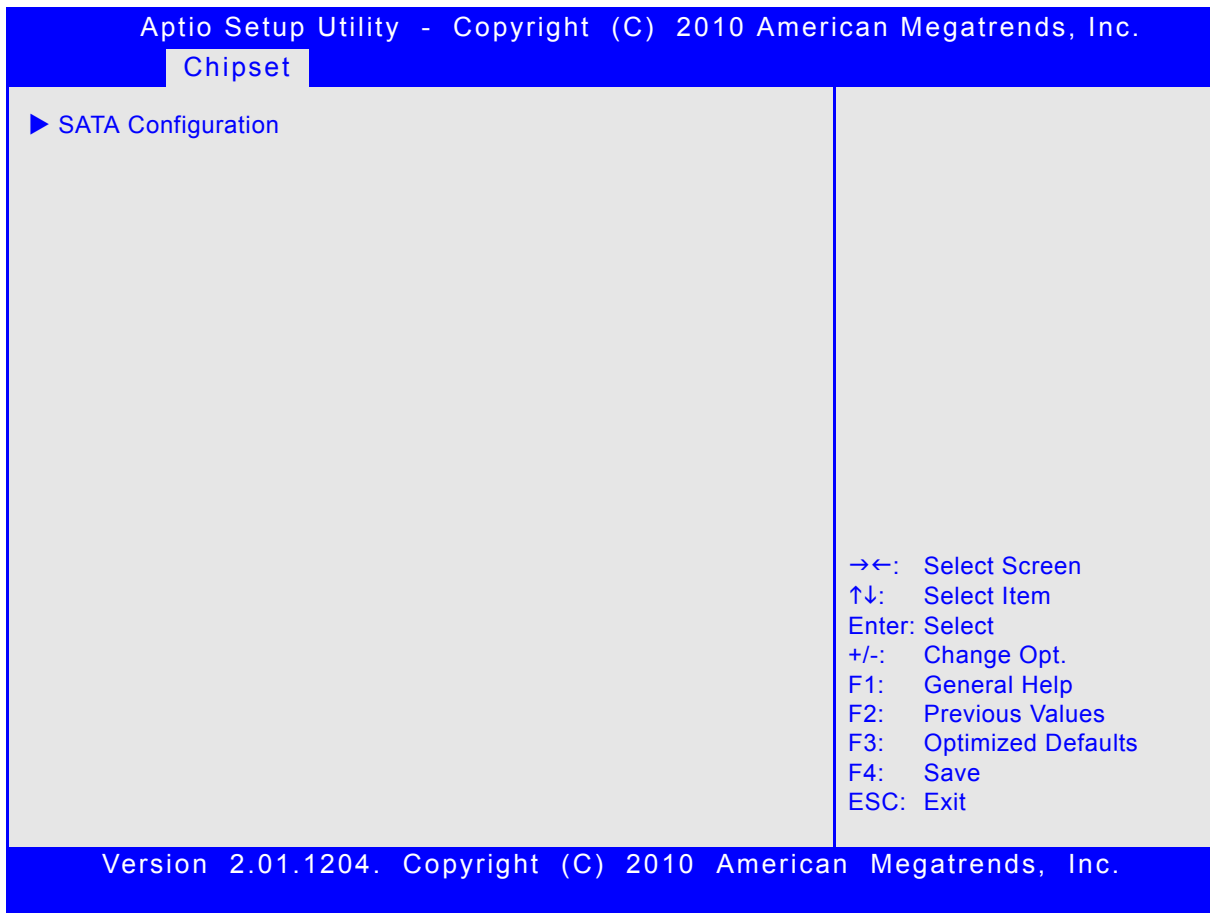 Aptio Setup Utility - Copyright (C) 2010 American Megatrends, Inc.
Chipset
▶ SATA Configuration
→←: Select Screen
↑↓: Select Item
Enter: Select
+/-: Change Opt.
F1: General Help
F2: Previous Values
F3: Optimized Defaults
F4: Save
ESC: Exit
Version 2.01.1204. Copyright (C) 2010 American Megatrends, Inc.